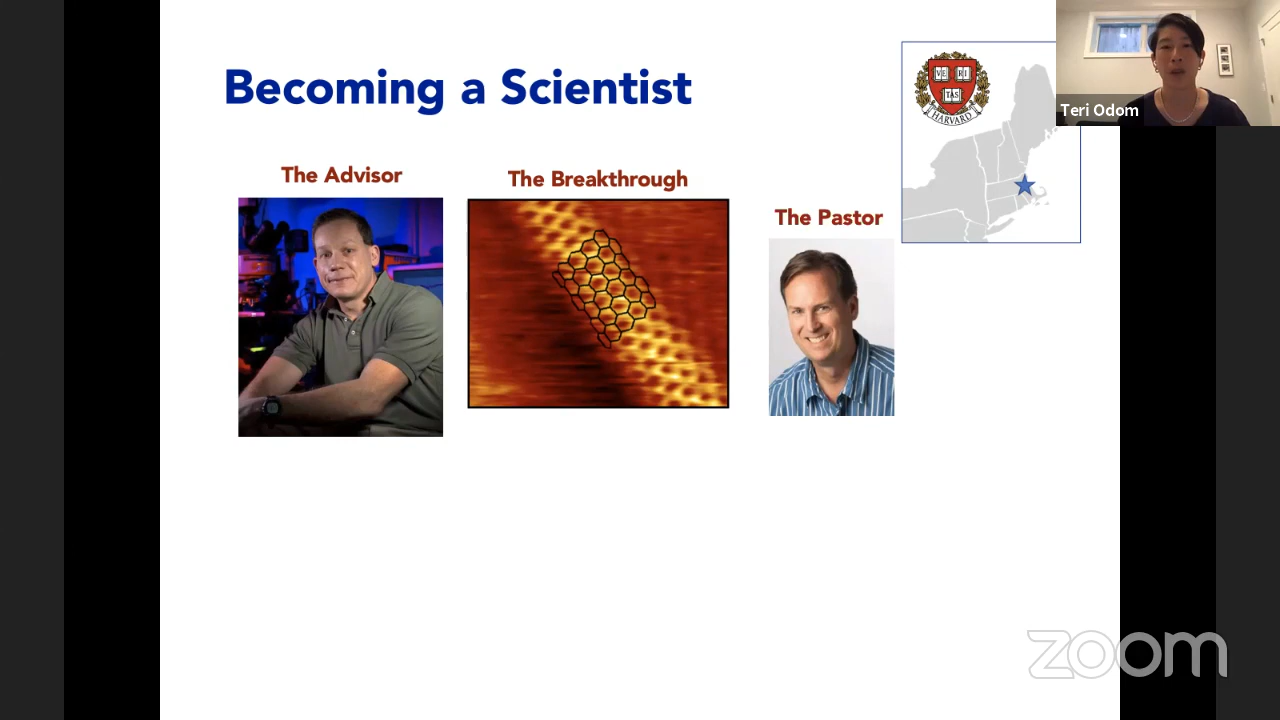 Becoming a Scientist
VE RI
TAS
HARVARD
Teri Odom
The Advisor
The Breakthrough
The Pastor
zoom